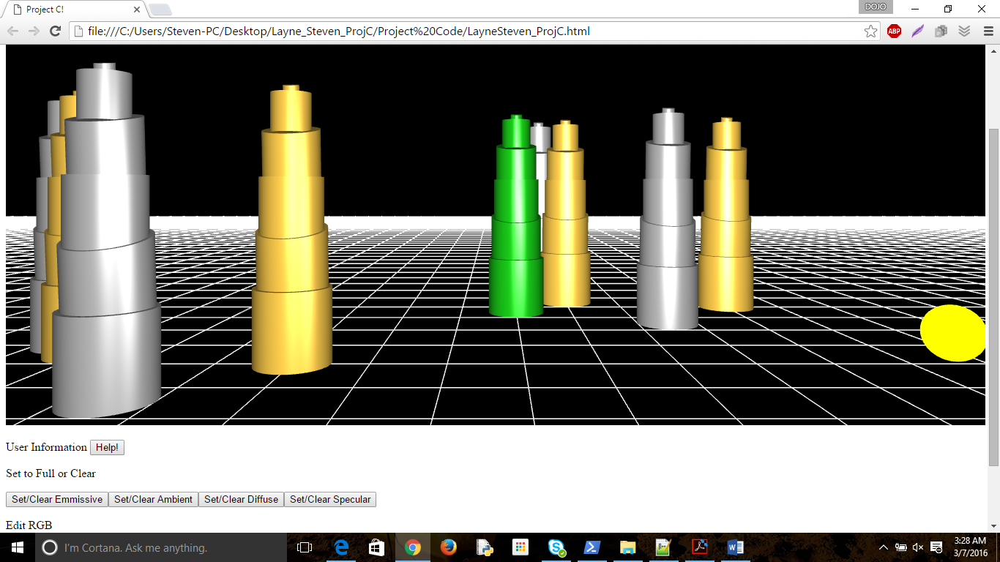 Project C!
DOJO
file:///C:/Users/Steven-PC/Desktop/Layne_Steven_ProjC/Project%20Code/LayneSteven_ProjC.html
ABP
User Information Help!
Set to Full or Clear
Set/Clear Emmissive Set/Clear Ambient Set/Clear Diffuse Set/Clear Specular
Edit RGB
I'm Cortana. Ask me anything.
3:28 AM
3/7/2016